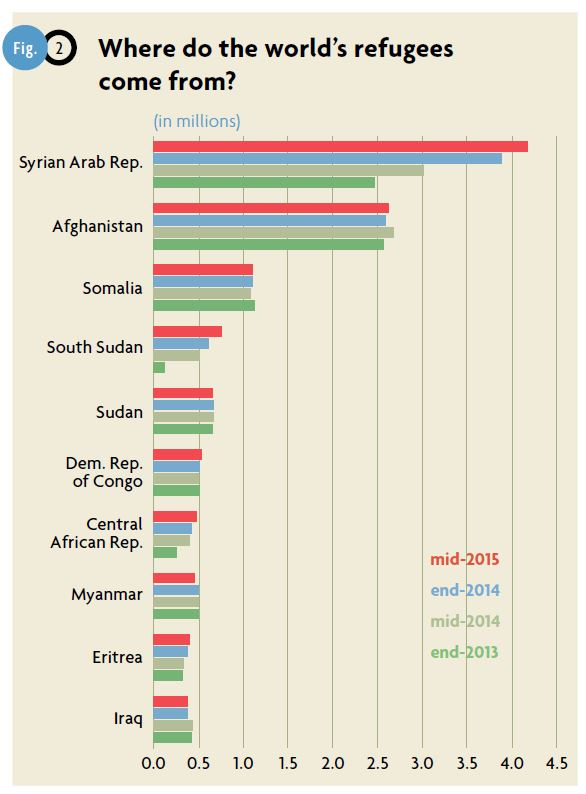 Fig. 2
Where do the world's refugees
come from?
(in millions)
Syrian Arab Rep.
Afghanistan
Somalia
South Sudan
Sudan
Dem. Rep.
of Congo
Central
African Rep.
Myanmar
Eritrea
Iraq
mid-2015
end-2014
mid-2014
end-2013
0.0 0.5 1.0 1.5 2.0 2.5 3.0 3.5 4.0 4.5